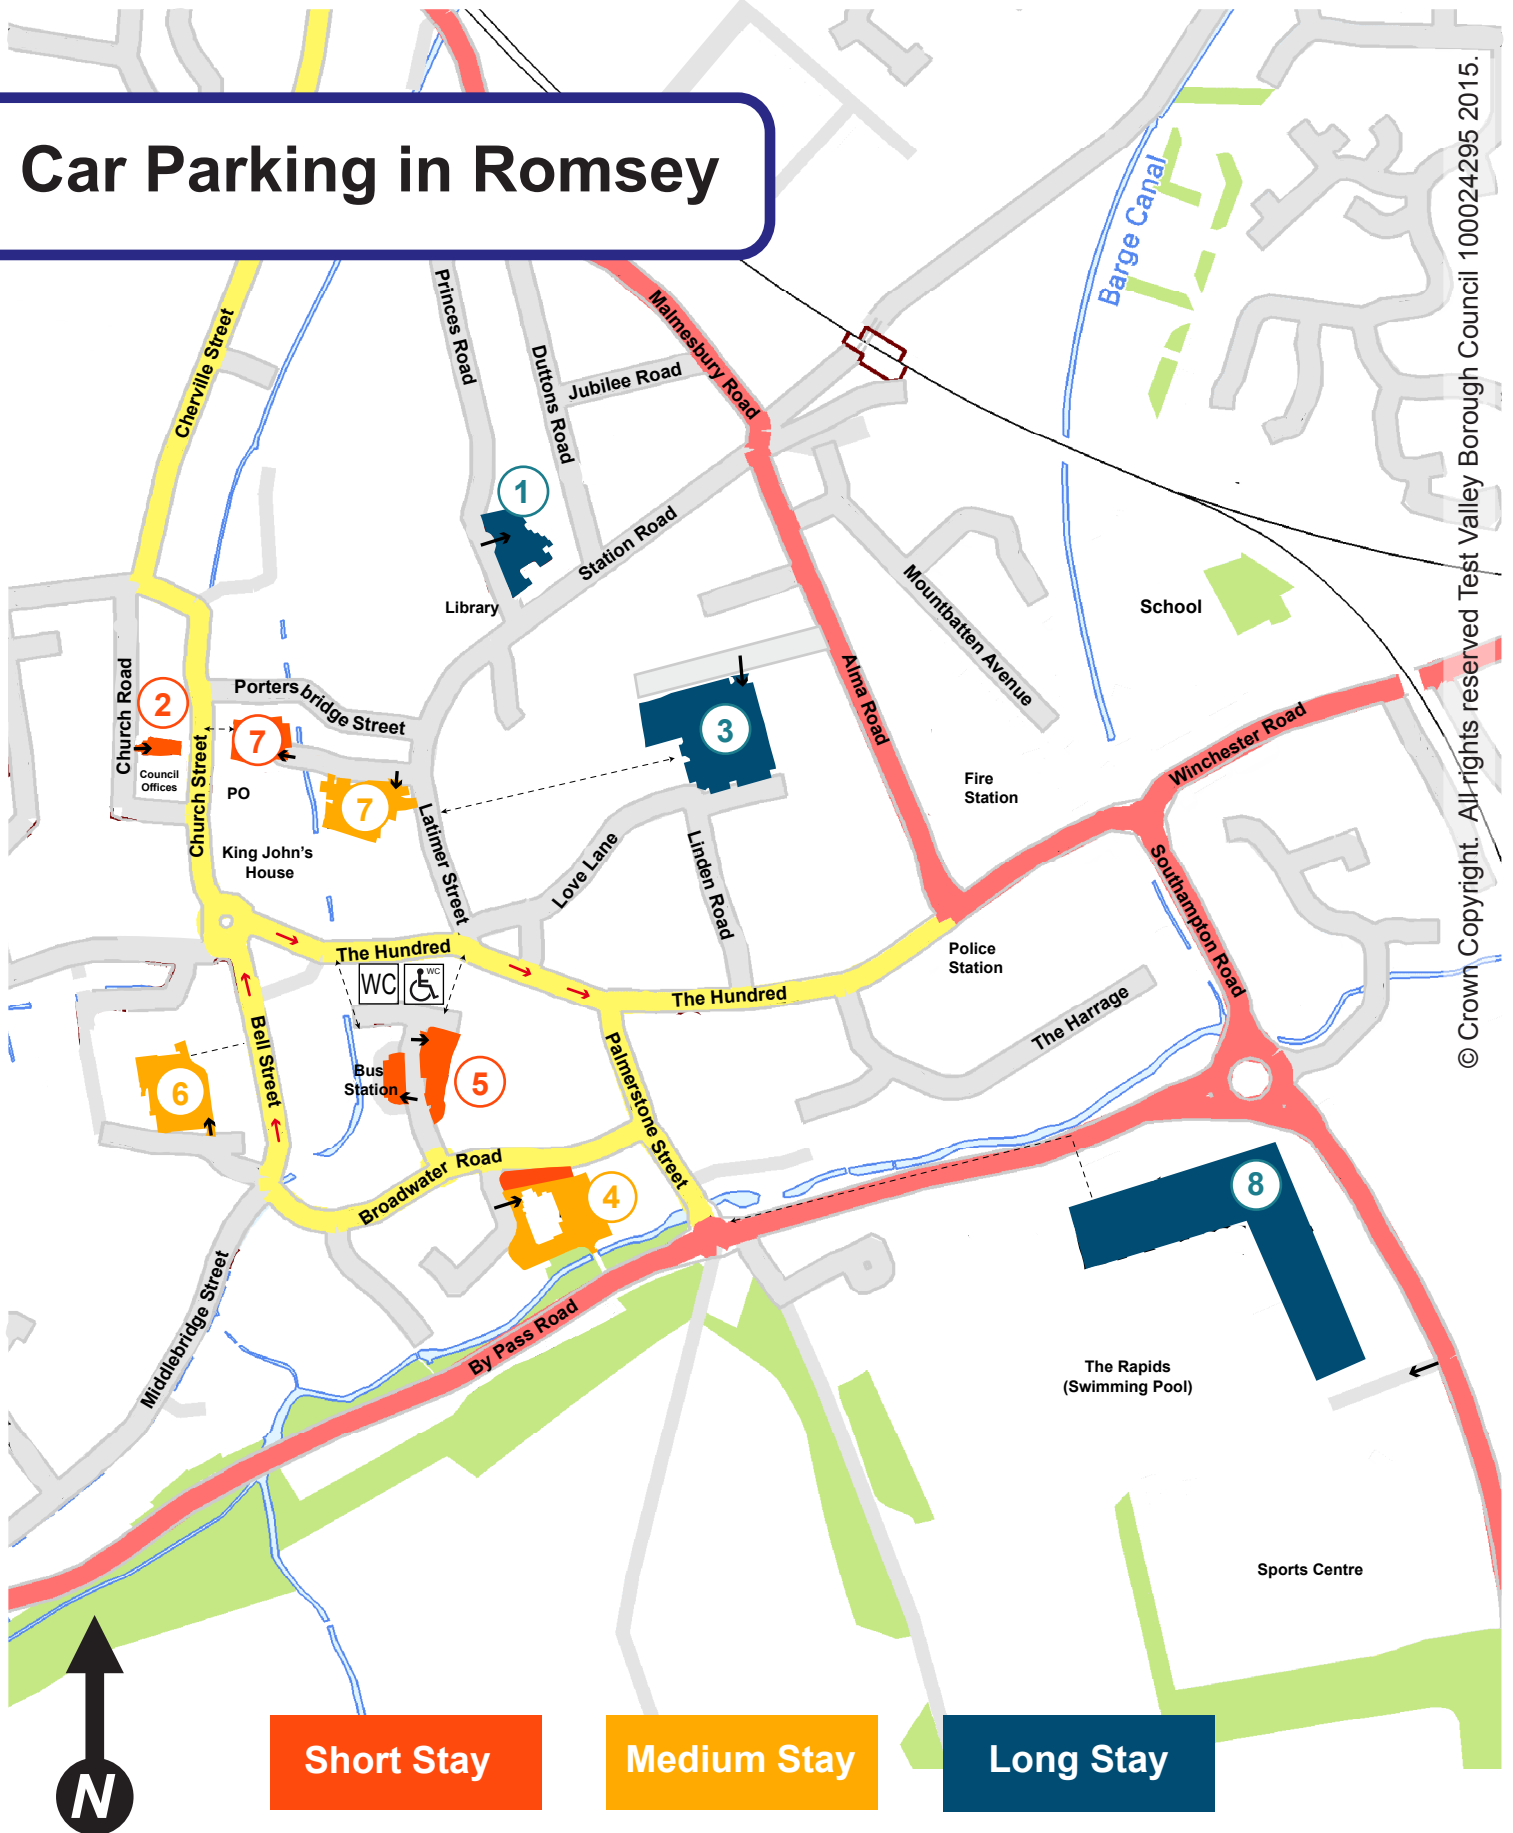 Car Parking in Romsey
© Crown Copyright. All rights reserved Test Valley Borough Council 100024295 2015.
Barge Canal
Cherville Street
Princes Road
Malmesbury Road
Duttons Road
Jubilee Road
1
Station Road
Library
Mountbatten Avenue
School
Church Road
2
Porters bridge Street
7
Church Street
Council
Offices
PO
7
3
Alma Road
Winchester Road
Fire
Station
King John's
House
Latimer Street
Love Lane
Linden Road
Southampton Road
The Hundred
WC
WC
Police
Station
The Hundred
The Harrage
Bell Street
6
Bus
Station
5
Palmerstone Street
Broadwater Road
4
8
Middlebridge Street
By Pass Road
The Rapids
(Swimming Pool)
Sports Centre
N
Short Stay
Medium Stay
Long Stay